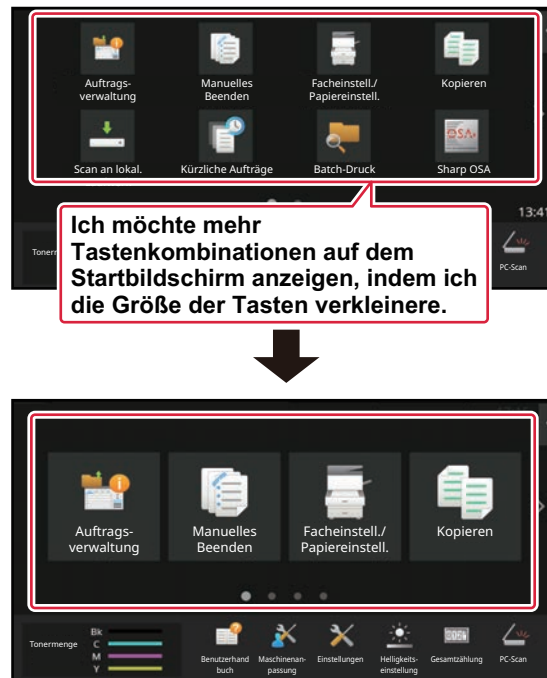 Auftrags-
verwaltung
Manuelles
Beenden
Facheinstell./
Papiereinstell.
Kopieren
Scan an lokal.
Kürzliche Aufträge
Batch-Druck
OSA
Sharp OSA
13:41
Ich möchte mehr
Tastenkombinationen auf dem
Startbildschirm anzeigen, indem ich
die Größe der Tasten verkleinere.
PC-Scan
Auftrags-
verwaltung
Manuelles
Beenden
Facheinstell./
Papiereinstell.
Kopieren
Tonermenge
Bk
C
M
Y
Benutzerhand
buch
Maschinenan-
passung
Einstellungen
Helligkeits-
einstellung
Gesamtzählung
PC-Scan